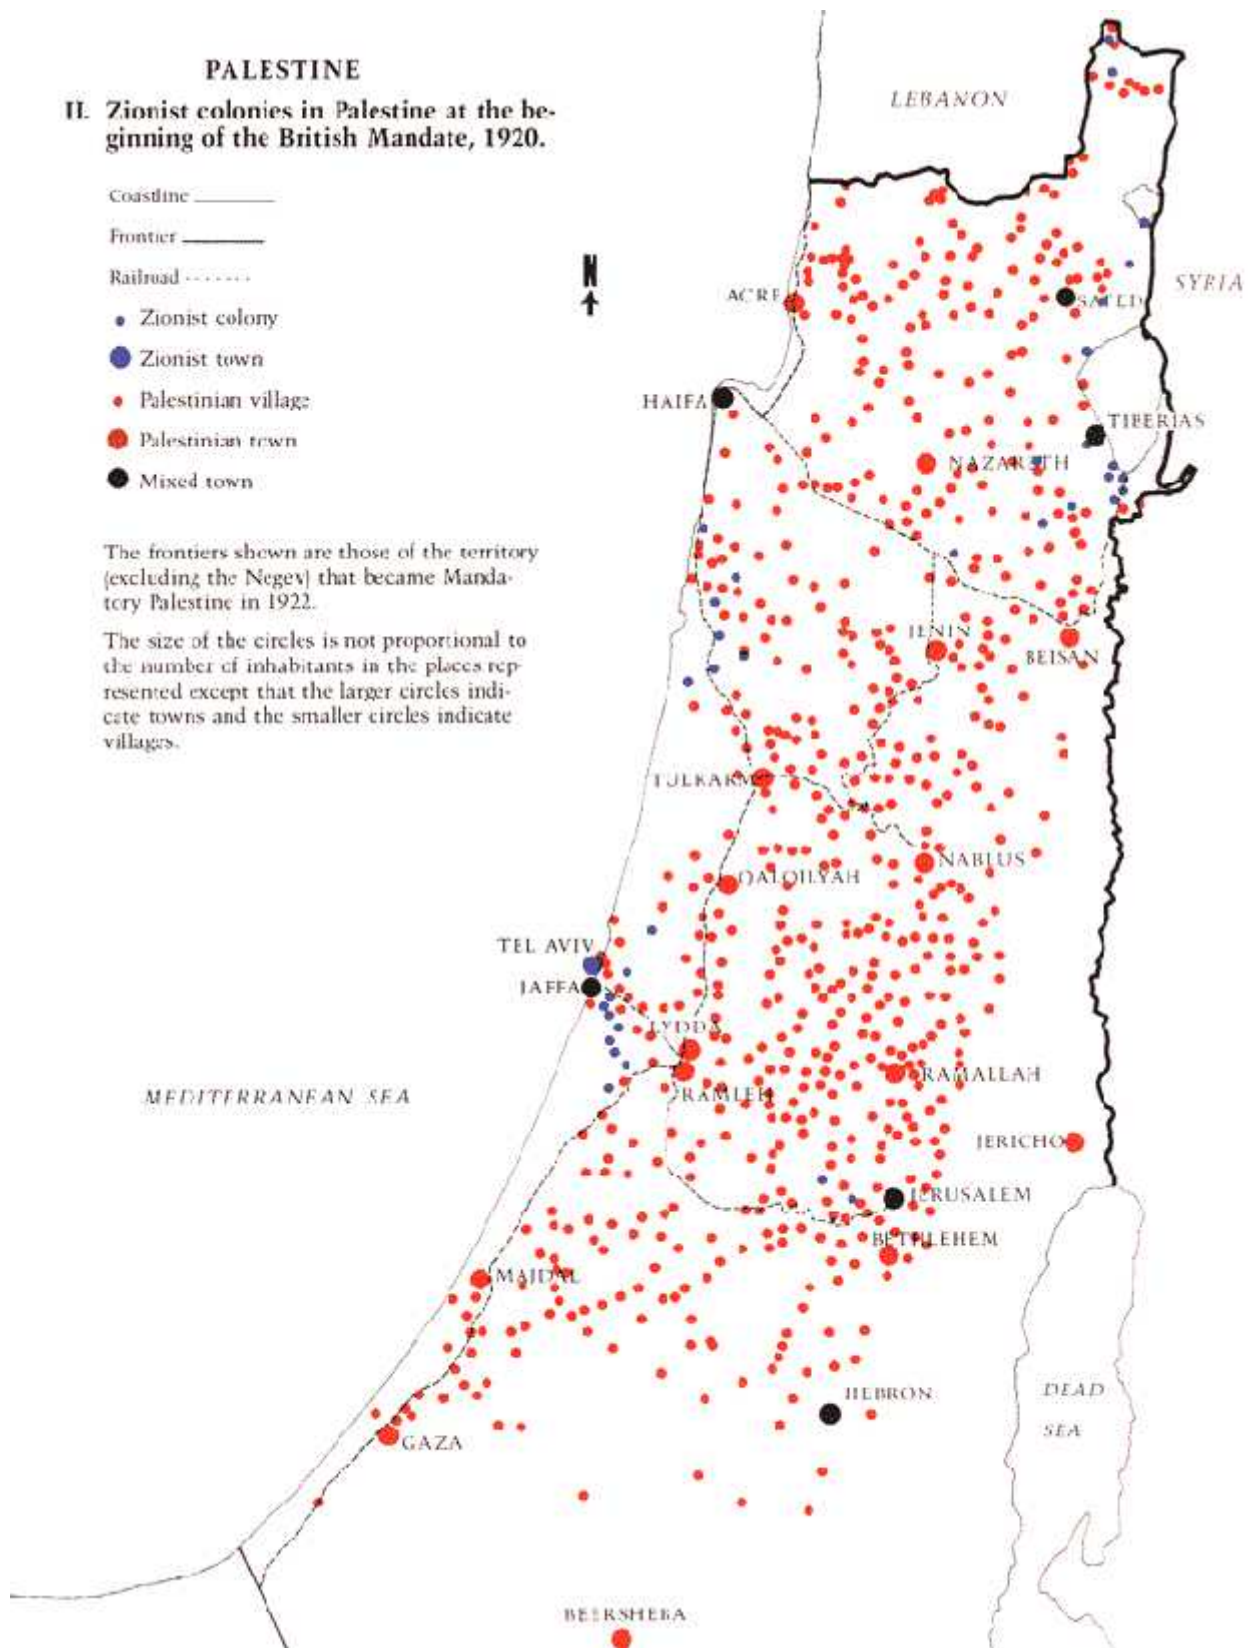 PALESTINE
II. Zionist colonies in Palestine at the be-
ginning of the British Mandate, 1920.
Coastline
Frontier
Railroad
Zionist colony
Zionist town
Palestinian village
Palestinian town
Mixed town
The frontiers shown are those of the territory
(excluding the Negev) that became Manda-
tory Palestine in 1922.
The size of the circles is not proportional to
the number of inhabitants in the places rep-
resented except that the larger circles indi-
cate towns and the smaller circles indicate
villages.
N
LEBANON
SYRIA
ACRE
SAFED
HAIFA
TIBERIAS
NAZARETH
JENIN
BEISAN
TULKARM
NABLUS
QALQILYAH
TEL AVIV
JAFFA
LYDDA
RAMALLAH
RAMLEH
MEDITERRANEAN SEA
JERICHO
JERUSALEM
BETHLEHEM
MAJDAL
HEBRON
DEAD
SEA
GAZA
BEERSHEBA